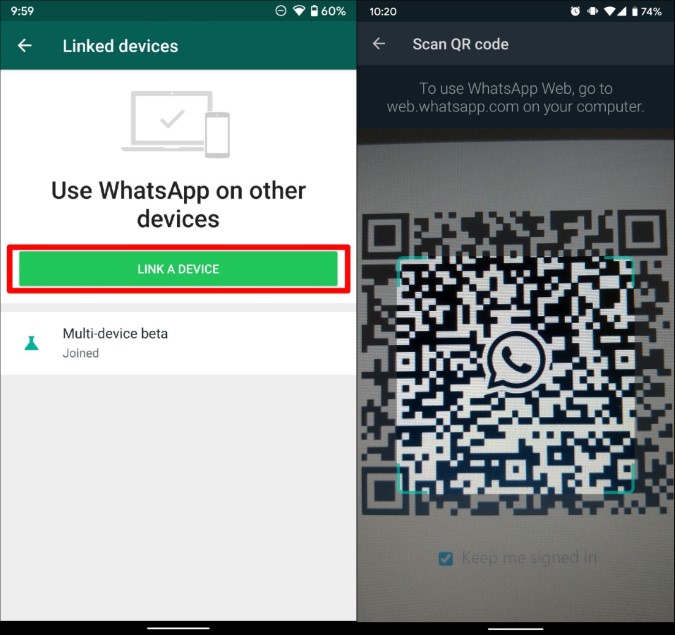 9:59
60%
Linked devices
Use WhatsApp on other
devices
LINK A DEVICE
Multi-device beta
Joined
10:20
74%
Scan QR code
To use WhatsApp Web, go to
web.whatsapp.com on your computer.
Keep me signed in